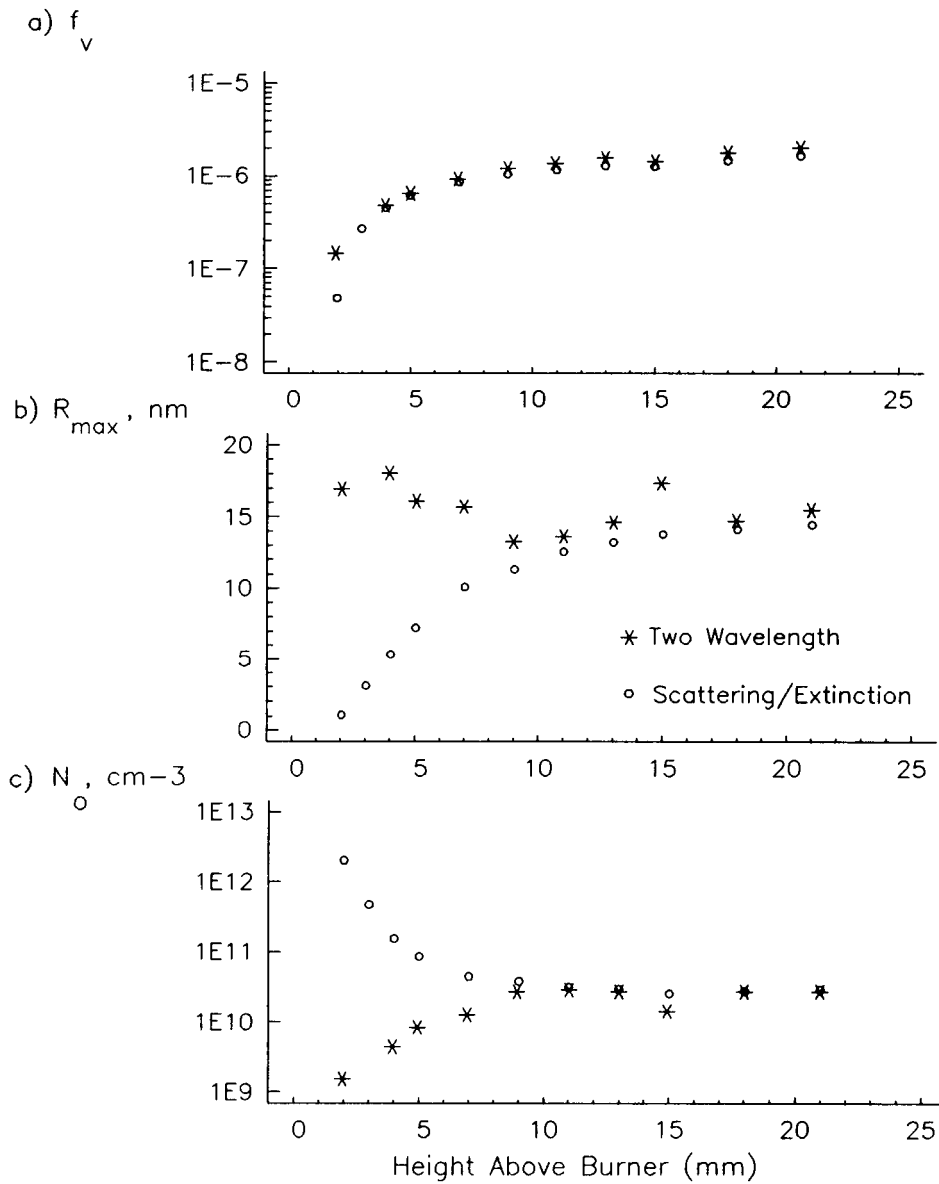 a) f
v
1E-5
1E-6
1E-7
1E-8
0 5 10 15 20 25
b) R
max, nm
20
15
10
5
0
Two Wavelength
Scattering/Extinction
0 5 10 15 20 25
c) N
o, cm-3
1E13
1E12
1E11
1E10
1E9
0 5 10 15 20 25
Height Above Burner (mm)